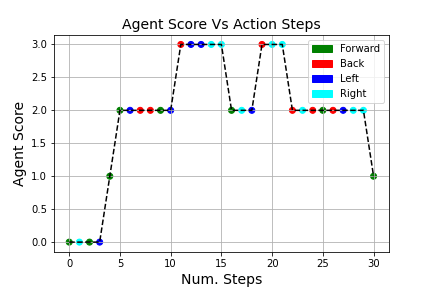 Agent Score Vs Action Steps
3.0
2.5
2.0
1.5
1.0
0.5
0.0
Agent Score
Forward
Back
Left
Right
0 5 10 15 20 25 30
Num. Steps